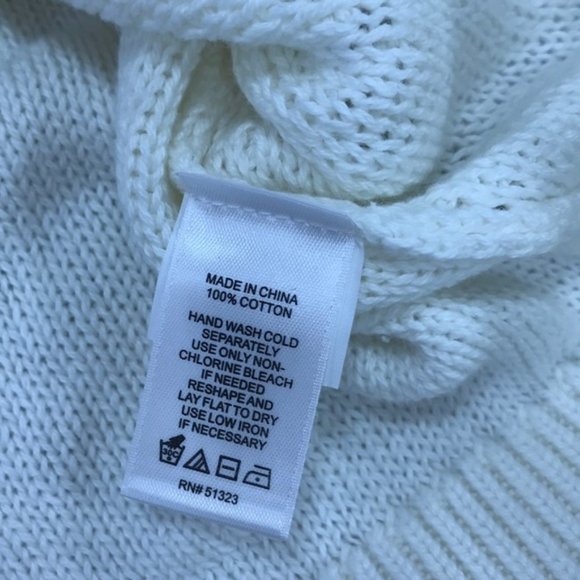 MADE IN CHINA
100% COTTON
HAND WASH COLD
SEPARATELY
USE ONLY NON-
CHLORINE BLEACH
IF NEEDED
RESHAPE AND
LAY FLAT TO DRY
USE LOW IRON
IF NECESSARY
30C
RN# 51323